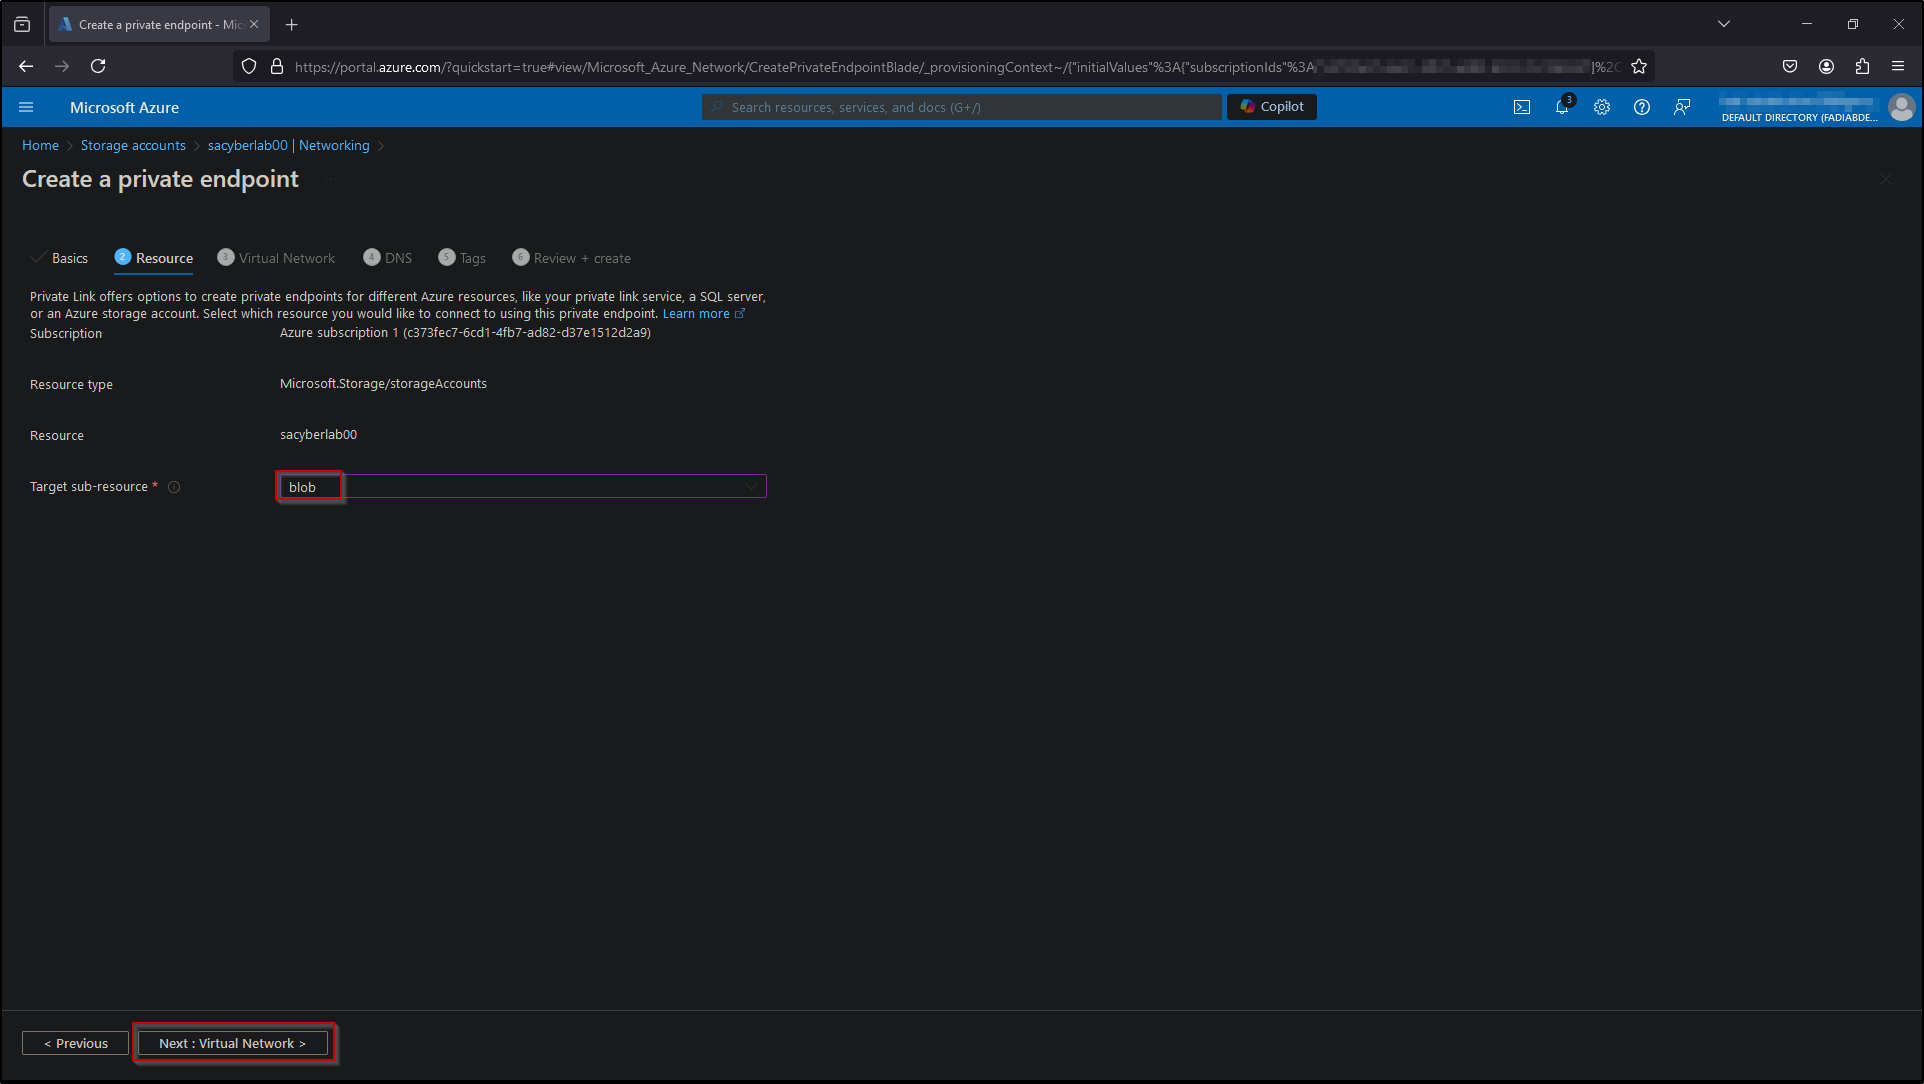 Create a private endpoint - Mic
https://portal.azure.com/?quickstart=true#view/Microsoft_Azure_Network/CreatePrivateEndpointBlade/_provisioningContext~/{"initialValues"%3A{"subscriptionIds"%3A ]%2C
Microsoft Azure
Search resources, services, and docs (G+/)
Copilot
3
DEFAULT DIRECTORY (FADIABDE...
Home > Storage accounts > sacyberlab00 | Networking >
Create a private endpoint ...
Basics 2 Resource 3 Virtual Network 4 DNS 5 Tags 6 Review + create
Private Link offers options to create private endpoints for different Azure resources, like your private link service, a SQL server,
or an Azure storage account. Select which resource you would like to connect to using this private endpoint. Learn more
Subscription Azure subscription 1 (c373fec7-6cd1-4fb7-ad82-d37e1512d2a9)
Resource type Microsoft.Storage/storageAccounts
Resource sacyberlab00
Target sub-resource * blob
< Previous Next : Virtual Network >